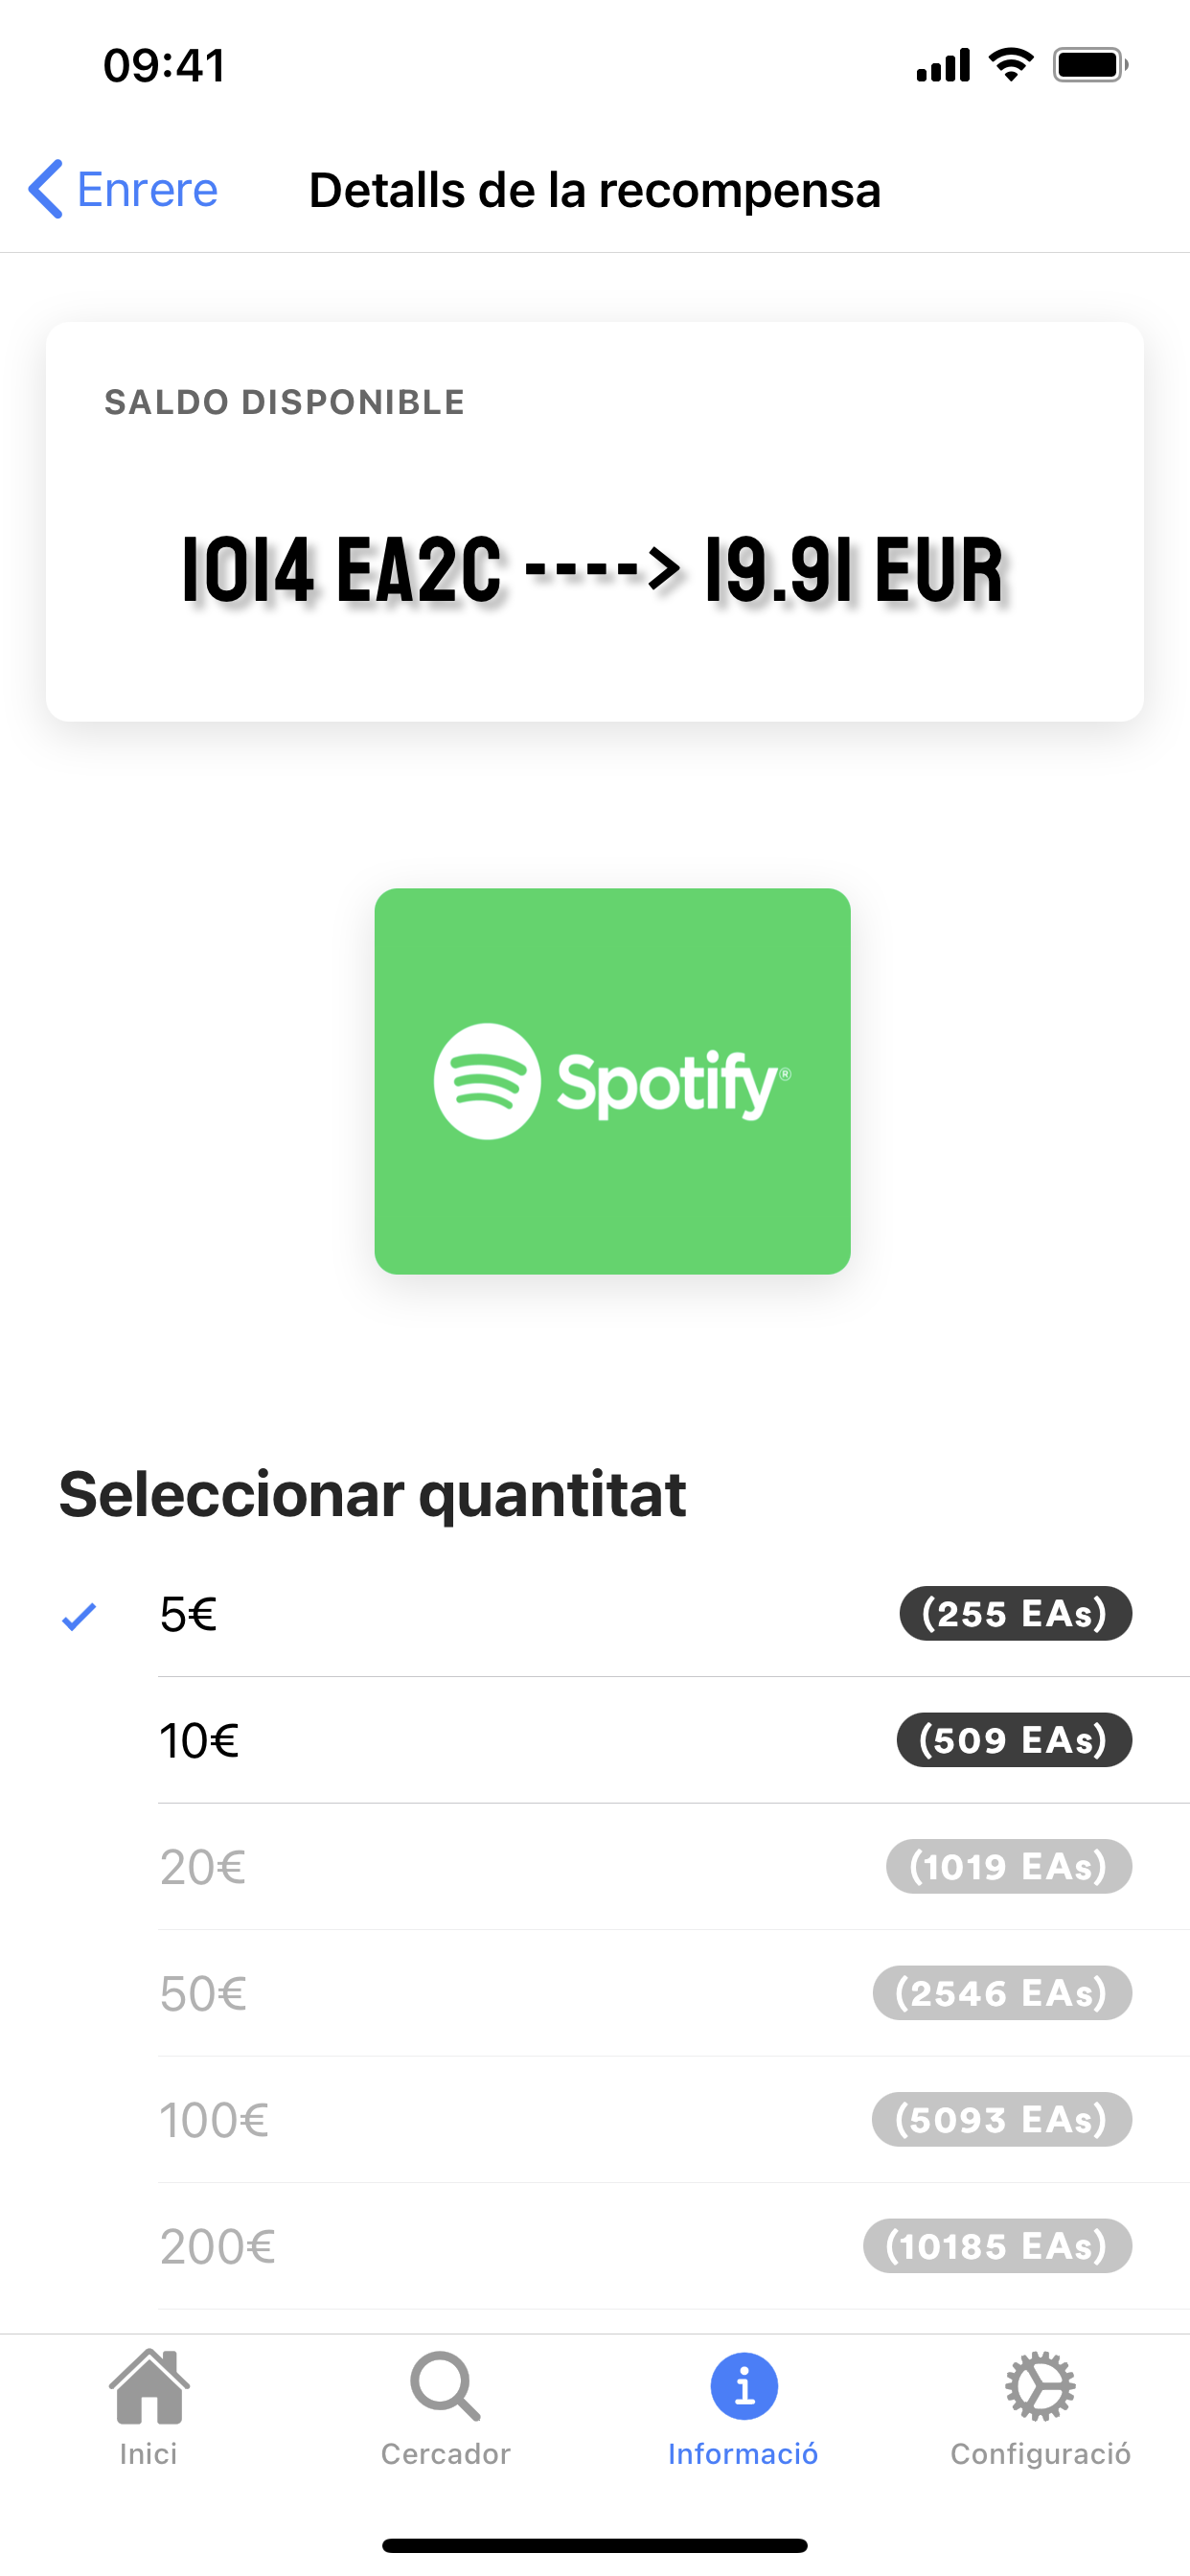 09:41
Enrere
Detalls de la recompensa
SALDO DISPONIBLE
1014 EA2C ----> 19.91 EUR
Spotify®
Seleccionar quantitat
5€ (255 EAs)
10€ (509 EAs)
20€ (1019 EAs)
50€ (2546 EAs)
100€ (5093 EAs)
200€ (10185 EAs)
Inici Cercador Informació Configuració